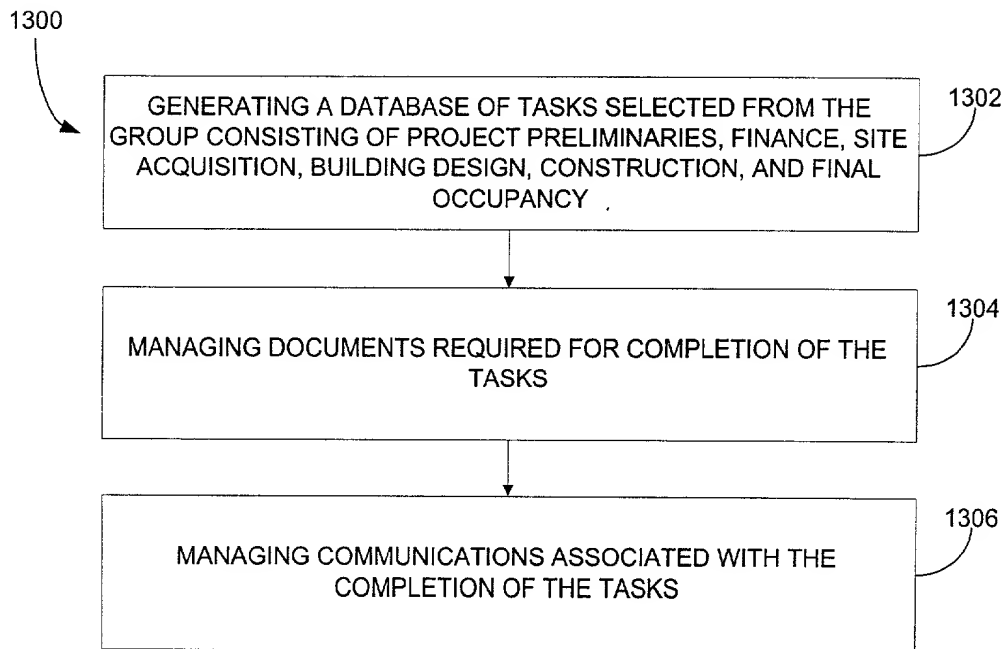 1300
GENERATING A DATABASE OF TASKS SELECTED FROM THE
GROUP CONSISTING OF PROJECT PRELIMINARIES, FINANCE, SITE
ACQUISITION, BUILDING DESIGN, CONSTRUCTION, AND FINAL
OCCUPANCY
1302
MANAGING DOCUMENTS REQUIRED FOR COMPLETION OF THE
TASKS
1304
MANAGING COMMUNICATIONS ASSOCIATED WITH THE
COMPLETION OF THE TASKS
1306